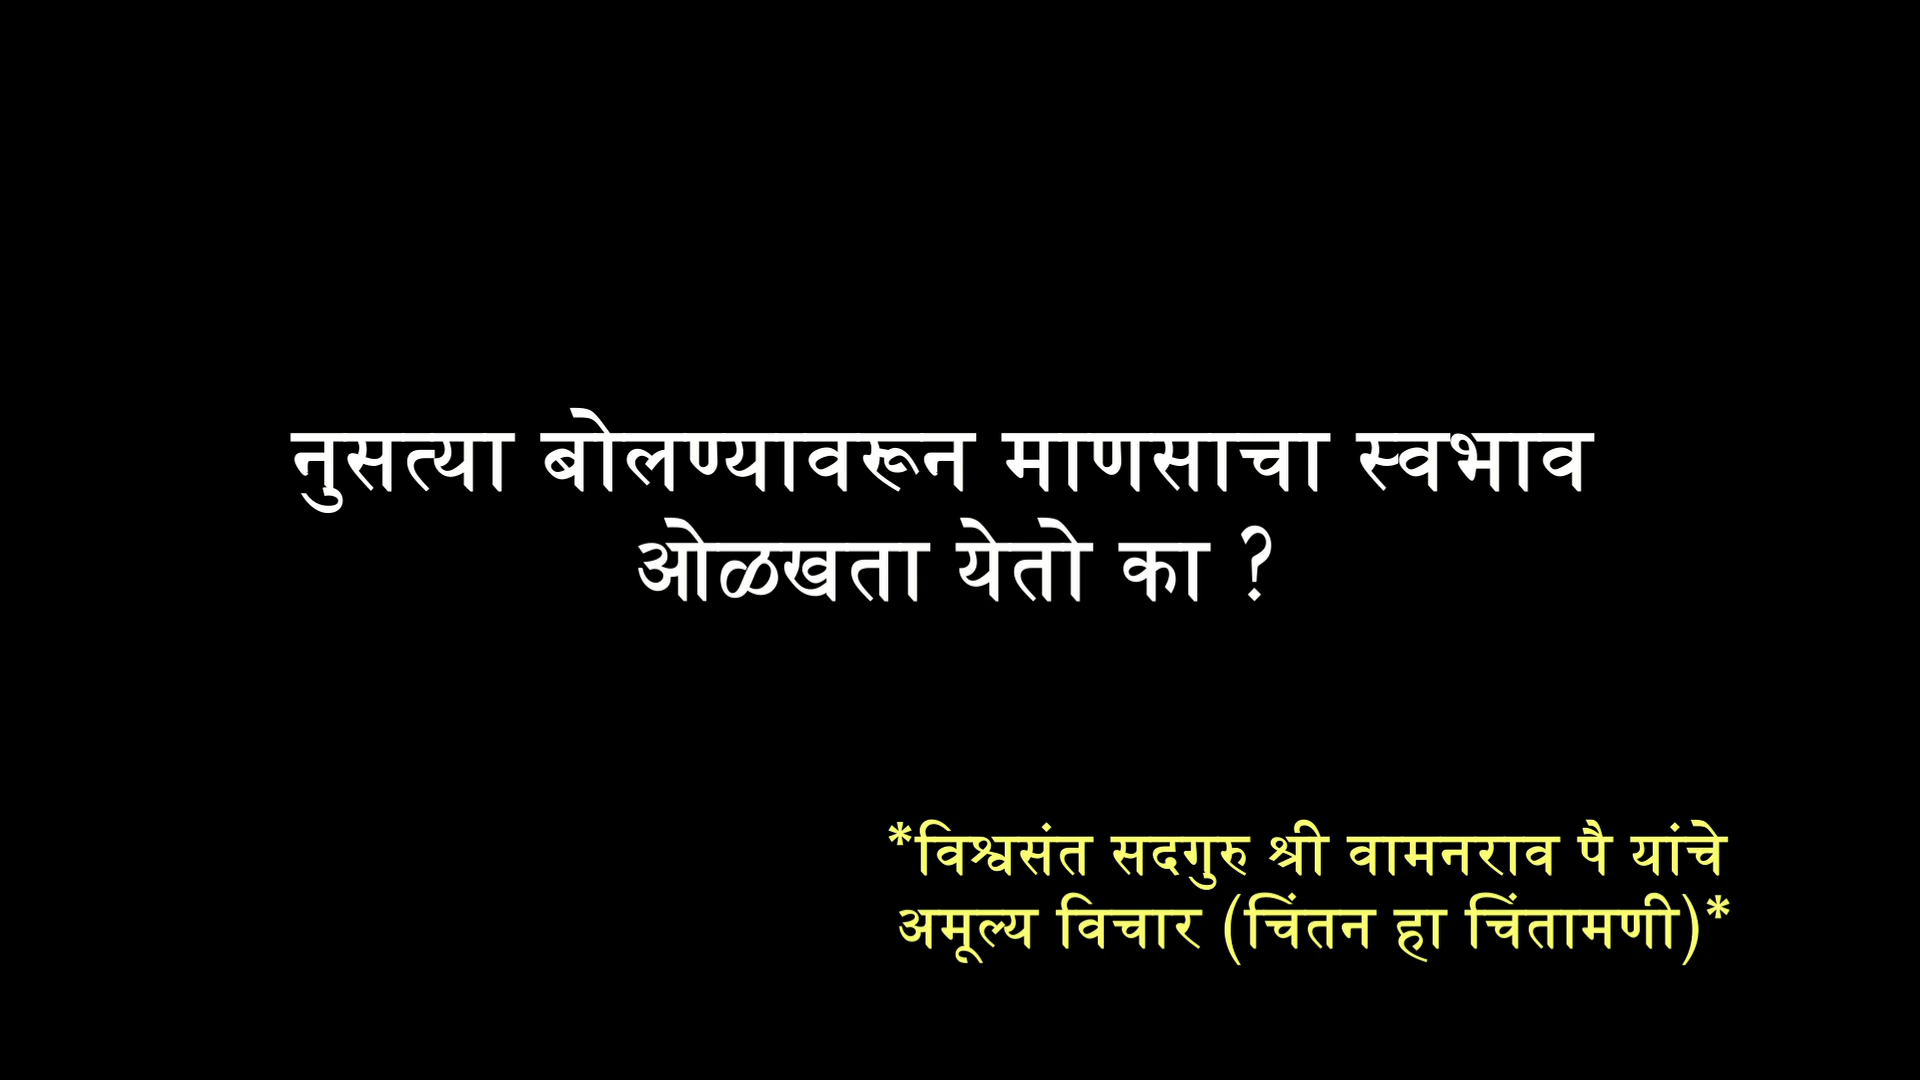 नुसत्या बोलण्यावरून माणसाचा स्वभाव
ओळखता येतो का ?
*विश्वसंत सदगुरु श्री वामनराव पै यांचे
अमूल्य विचार (चिंतन हा चिंतामणी)*